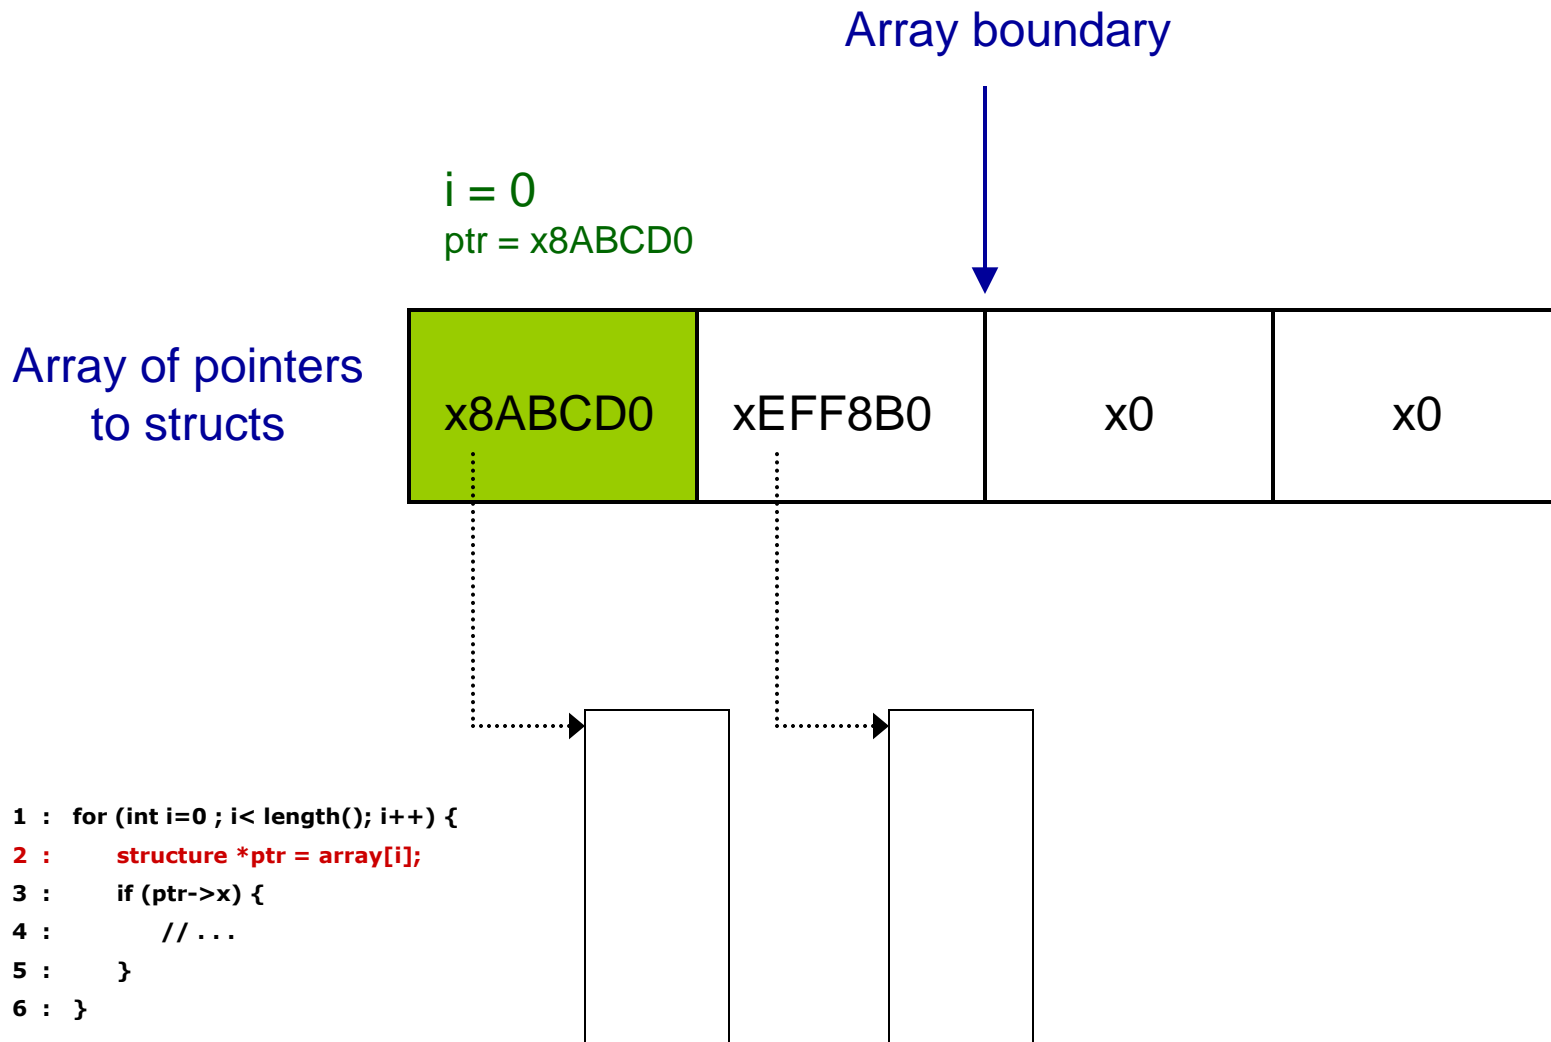 Array boundary
i = 0
ptr = x8ABCD0
Array of pointers
to structs
x8ABCD0 xEFF8B0 x0 x0
1 : for (int i=0 ; i< length(); i++) {
2 : structure *ptr = array[i];
3 : if (ptr->x) {
4 : // . . .
5 : }
6 : }